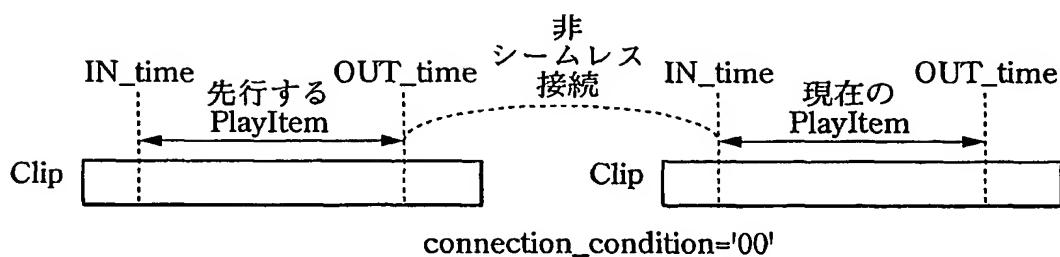 非
シームレス
接続
IN_time
OUT_time
IN_time
OUT_time
先行する
PlayItem
現在の
PlayItem
Clip
Clip
connection_condition='00'